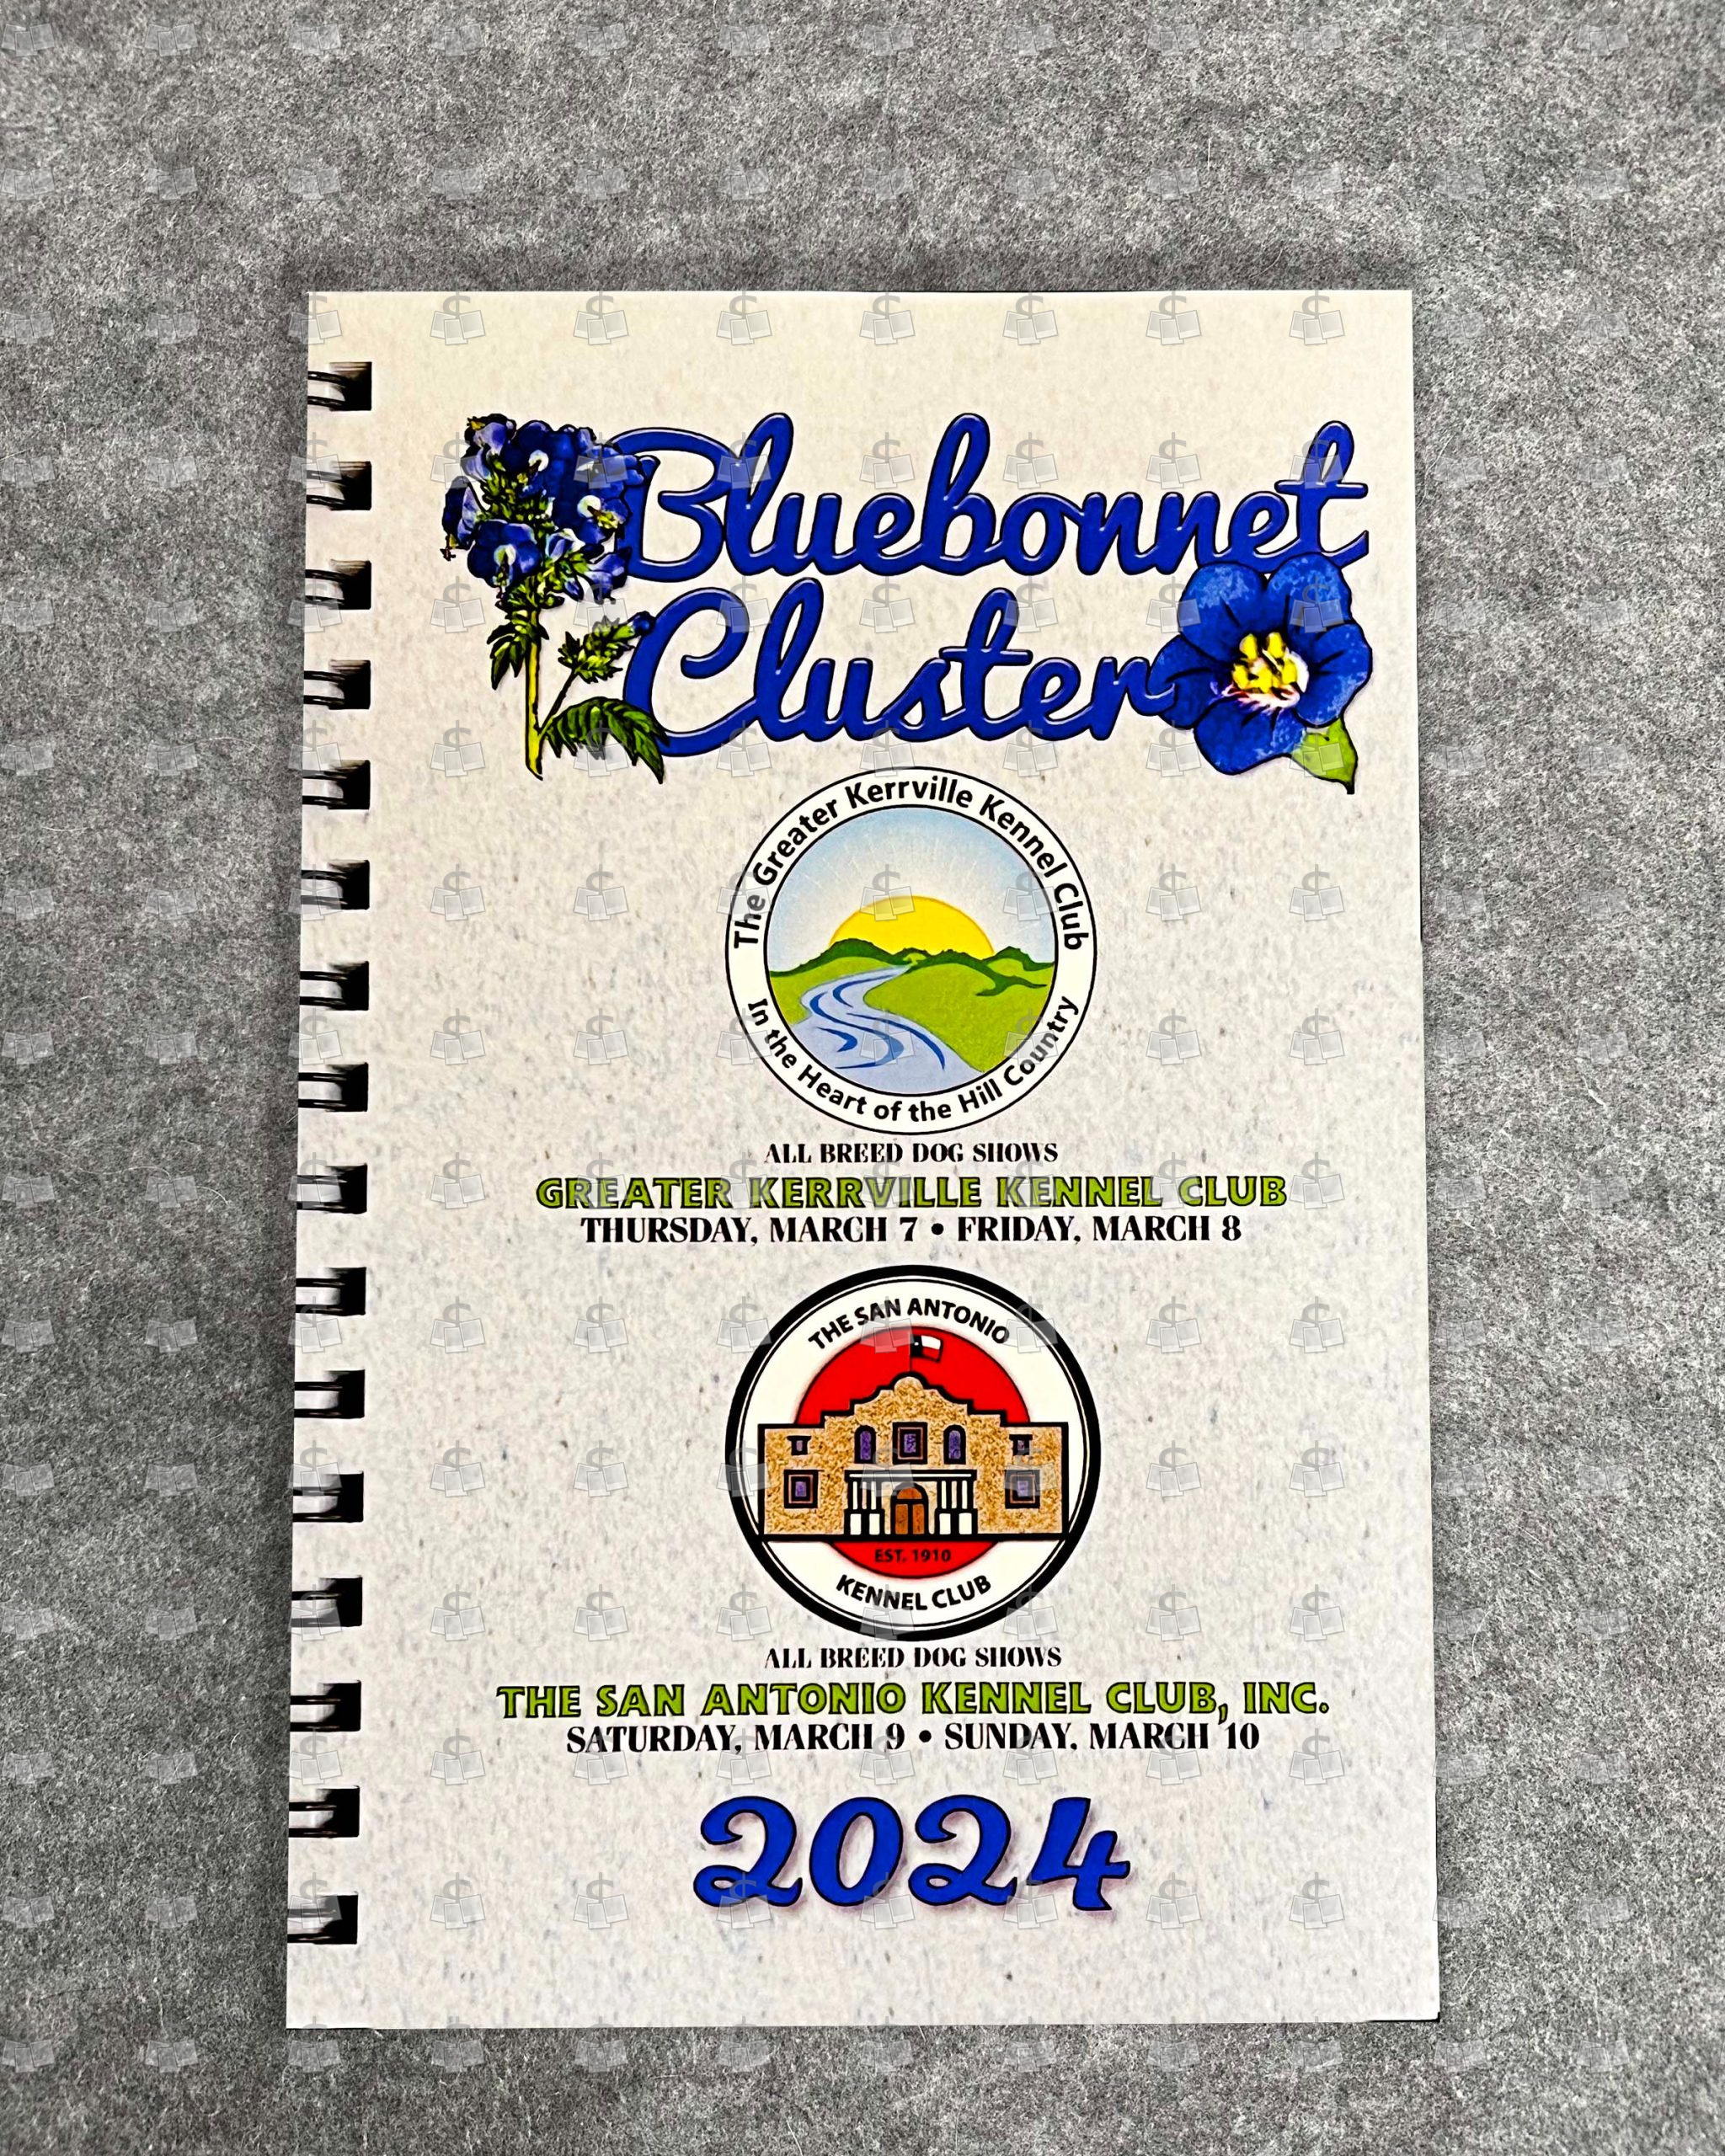 Bluebonnet
Cluster
The Greater Kerrville Kennel Club
In the Heart of the Hill Country
ALL BREED DOG SHOWS
GREATER KERRVILLE KENNEL CLUB
THURSDAY, MARCH 7 • FRIDAY, MARCH 8
THE SAN ANTONIO
EST. 1910
KENNEL CLUB
ALL BREED DOG SHOWS
THE SAN ANTONIO KENNEL CLUB, INC.
SATURDAY, MARCH 9 • SUNDAY, MARCH 10
2024